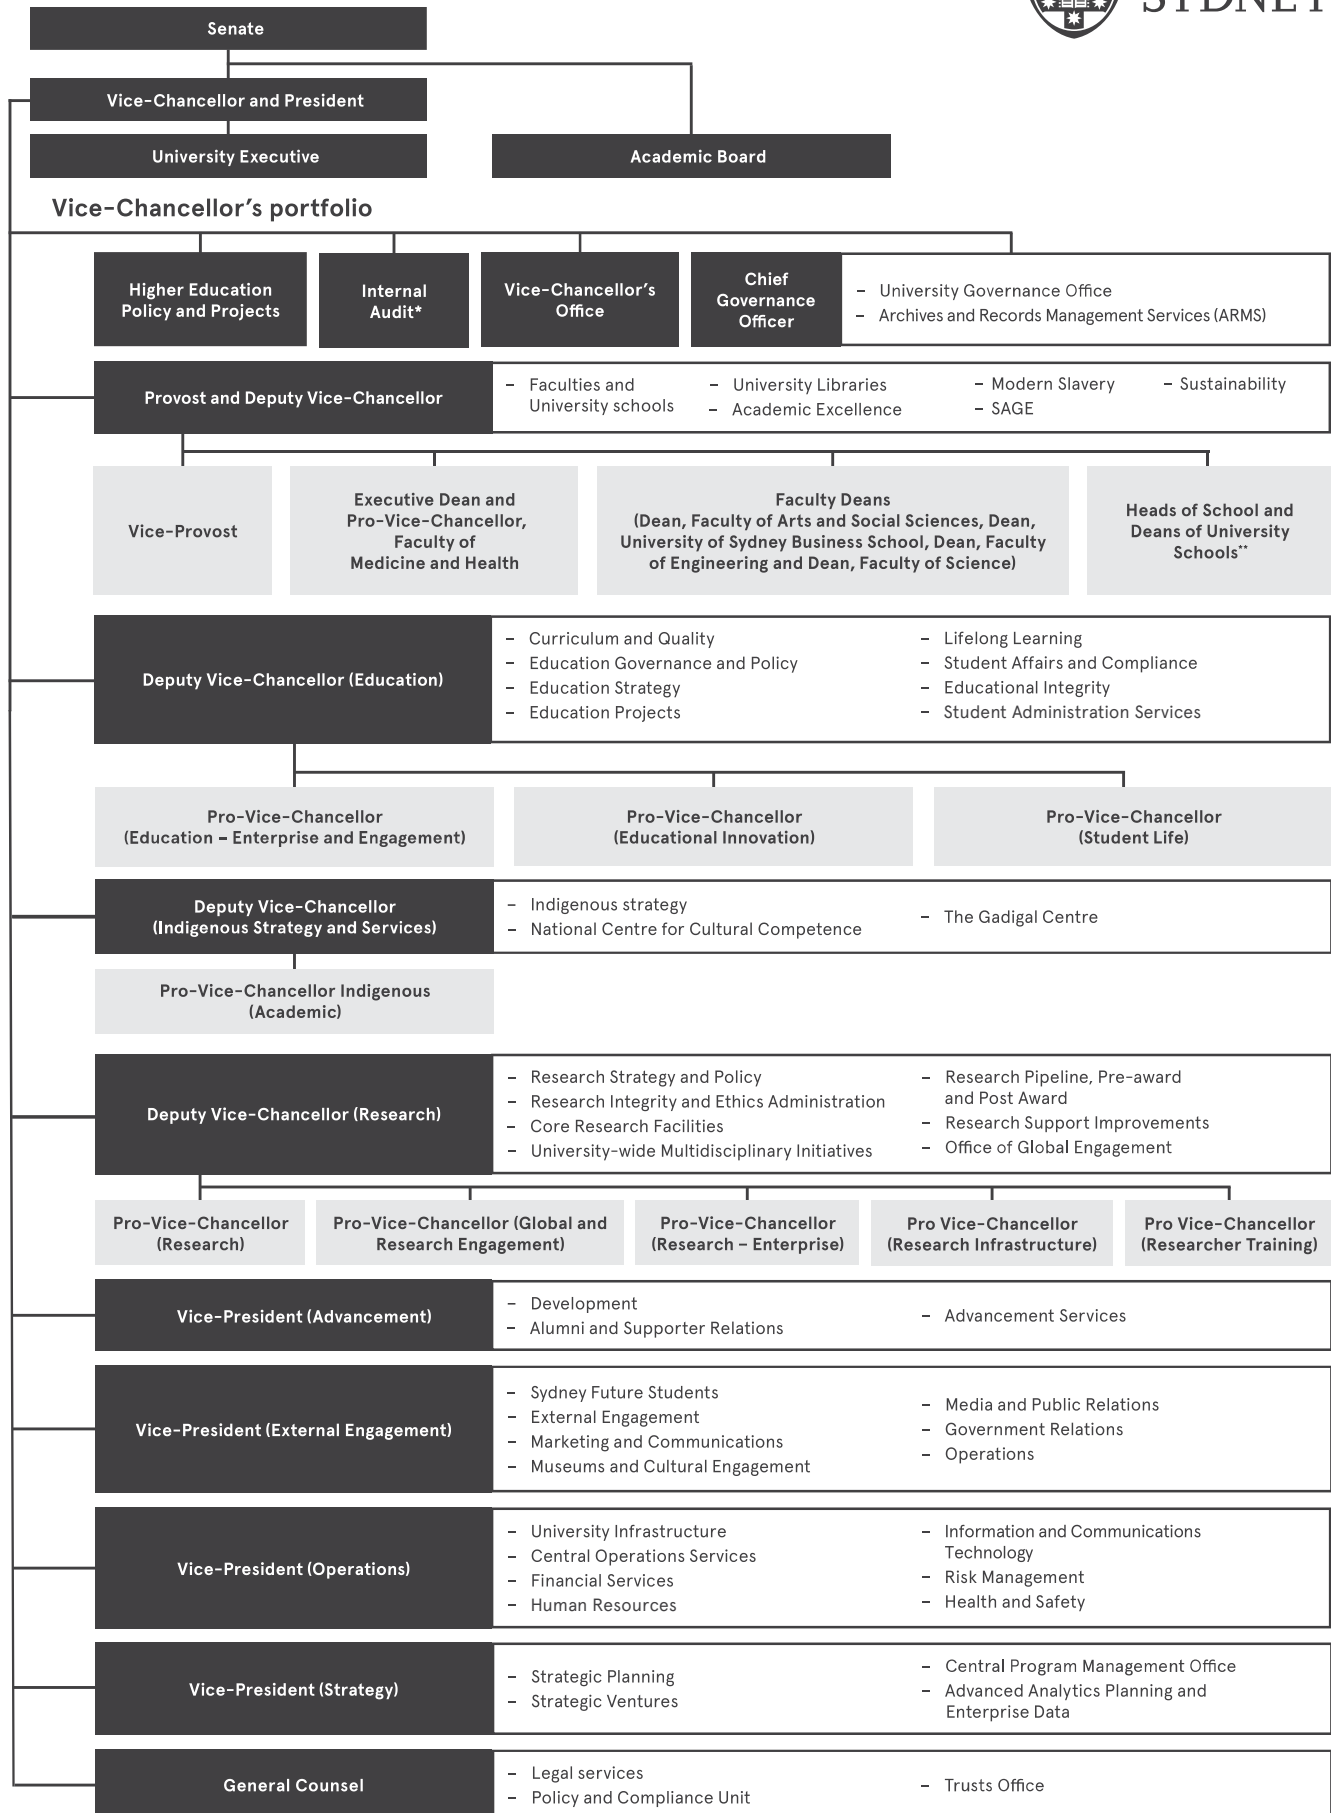 SYDNEY
Senate
Vice-Chancellor and President
University Executive
Academic Board
Vice-Chancellor's portfolio
Higher Education
Policy and Projects
Internal
Audit*
Vice-Chancellor's
Office
Chief
Governance
Officer
– University Governance Office
– Archives and Records Management Services (ARMS)
Provost and Deputy Vice-Chancellor
– Faculties and
University schools
– University Libraries
– Academic Excellence
– Modern Slavery
– SAGE
– Sustainability
Vice-Provost
Executive Dean and
Pro-Vice-Chancellor,
Faculty of
Medicine and Health
Faculty Deans
(Dean, Faculty of Arts and Social Sciences, Dean,
University of Sydney Business School, Dean, Faculty
of Engineering and Dean, Faculty of Science)
Heads of School and
Deans of University
Schools**
Deputy Vice-Chancellor (Education)
– Curriculum and Quality
– Education Governance and Policy
– Education Strategy
– Education Projects
– Lifelong Learning
– Student Affairs and Compliance
– Educational Integrity
– Student Administration Services
Pro-Vice-Chancellor
(Education – Enterprise and Engagement)
Pro-Vice-Chancellor
(Educational Innovation)
Pro-Vice-Chancellor
(Student Life)
Deputy Vice-Chancellor
(Indigenous Strategy and Services)
– Indigenous strategy
– National Centre for Cultural Competence
– The Gadigal Centre
Pro-Vice-Chancellor Indigenous
(Academic)
Deputy Vice-Chancellor (Research)
– Research Strategy and Policy
– Research Integrity and Ethics Administration
– Core Research Facilities
– University-wide Multidisciplinary Initiatives
– Research Pipeline, Pre-award
and Post Award
– Research Support Improvements
– Office of Global Engagement
Pro-Vice-Chancellor
(Research)
Pro-Vice-Chancellor (Global and
Research Engagement)
Pro-Vice-Chancellor
(Research – Enterprise)
Pro Vice-Chancellor
(Research Infrastructure)
Pro Vice-Chancellor
(Researcher Training)
Vice-President (Advancement)
– Development
– Alumni and Supporter Relations
– Advancement Services
Vice-President (External Engagement)
– Sydney Future Students
– External Engagement
– Marketing and Communications
– Museums and Cultural Engagement
– Media and Public Relations
– Government Relations
– Operations
Vice-President (Operations)
– University Infrastructure
– Central Operations Services
– Financial Services
– Human Resources
– Information and Communications
Technology
– Risk Management
– Health and Safety
Vice-President (Strategy)
– Strategic Planning
– Strategic Ventures
– Central Program Management Office
– Advanced Analytics Planning and
Enterprise Data
General Counsel
– Legal services
– Policy and Compliance Unit
– Trusts Office